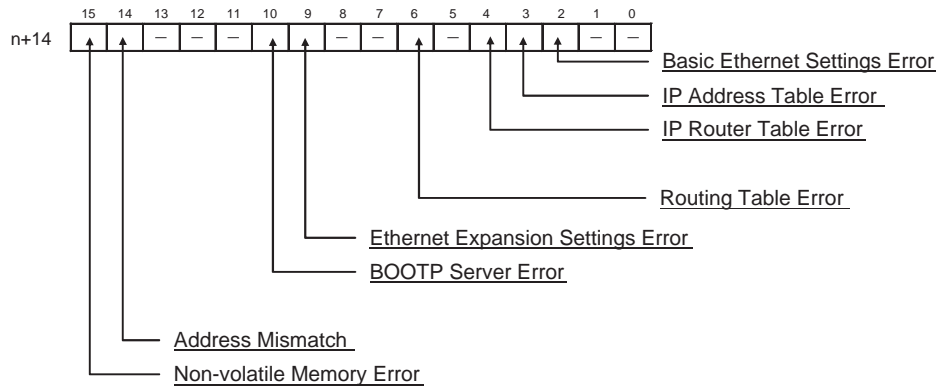 15 14 13 12 11 10 9 8 7 6 5 4 3 2 1 0
n+14 – – – – – – – – –
Basic Ethernet Settings Error
IP Address Table Error
IP Router Table Error
Routing Table Error
Ethernet Expansion Settings Error
BOOTP Server Error
Address Mismatch
Non-volatile Memory Error